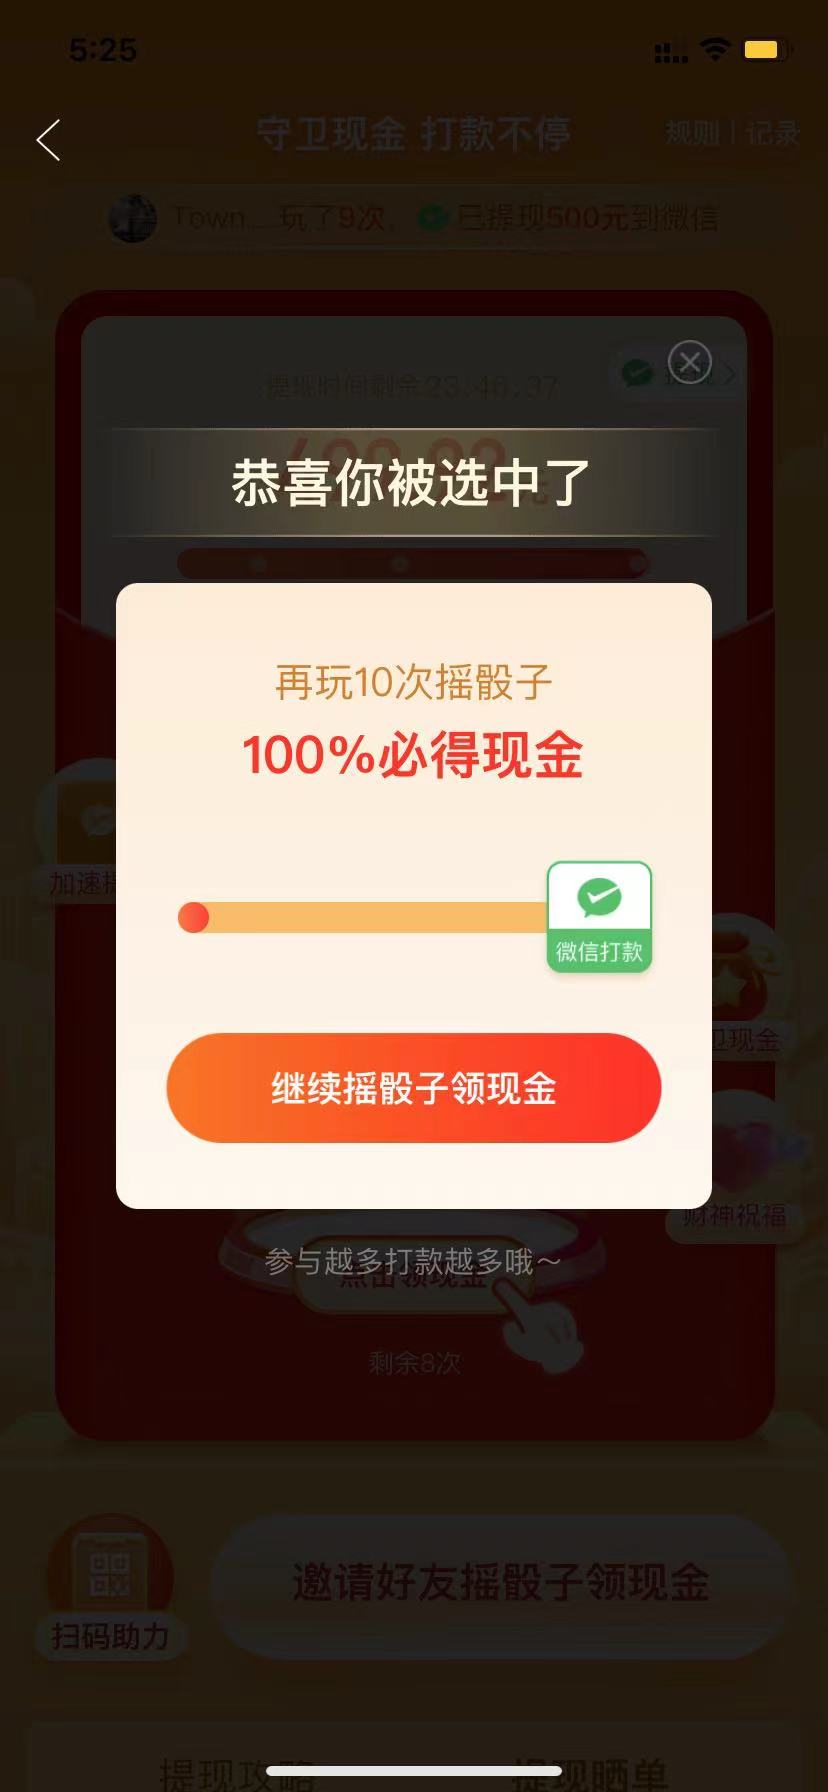 5:25
守卫现金 打款不停
规则 | 记录
Town... 玩了9次, 已提现500元到微信
提现时间剩余23:46:37
提现
恭喜你被选中了
再玩10次摇骰子
100%必得现金
加速提
微信打款
卫现金
继续摇骰子领现金
财神祝福
参与越多打款越多哦～
点击领现金
剩余8次
邀请好友摇骰子领现金
扫码助力
提现攻略
提现晒单